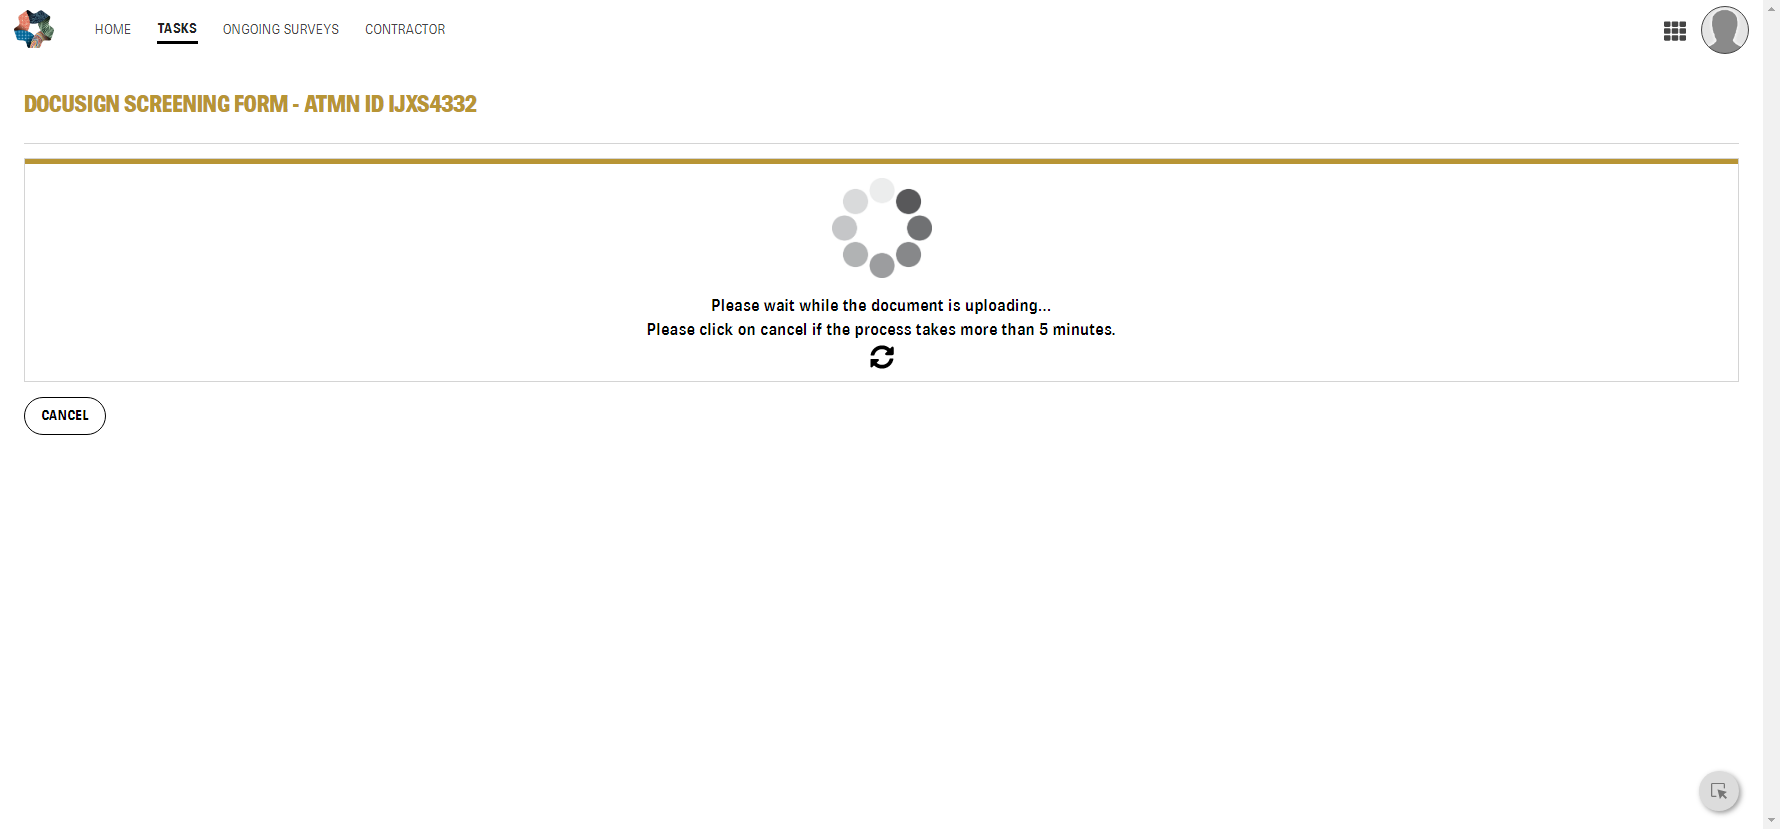 HOME
TASKS
ONGOING SURVEYS
CONTRACTOR
DOCUSIGN SCREENING FORM - ATMN ID IJXS4332
Please wait while the document is uploading...
Please click on cancel if the process takes more than 5 minutes.
CANCEL